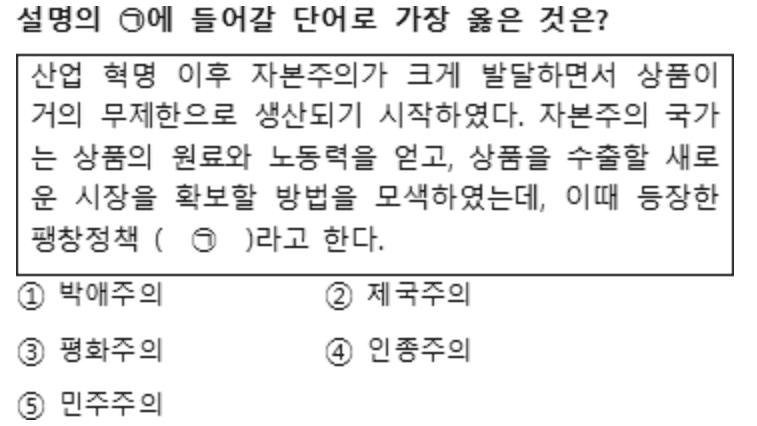 설명의 ㉠에 들어갈 단어로 가장 옳은 것은?
산업 혁명 이후 자본주의가 크게 발달하면서 상품이
거의 무제한으로 생산되기 시작하였다. 자본주의 국가
는 상품의 원료와 노동력을 얻고, 상품을 수출할 새로
운 시장을 확보할 방법을 모색하였는데, 이때 등장한
팽창정책 ( ㉠ )라고 한다.
① 박애주의 ② 제국주의
③ 평화주의 ④ 인종주의
⑤ 민주주의